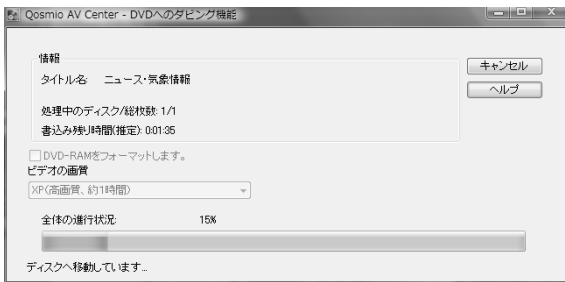 Qosmio AV Center - DVDへのダビング機能
情報
タイトル名: ニュース・気象情報
処理中のディスク/総枚数: 1/1
書込み残り時間(推定): 0:01:35
キャンセル
ヘルプ
DVD-RAMをフォーマットします。
ビデオの画質
XP(高画質、約1時間)
全体の進行状況: 15%
ディスクへ移動しています...